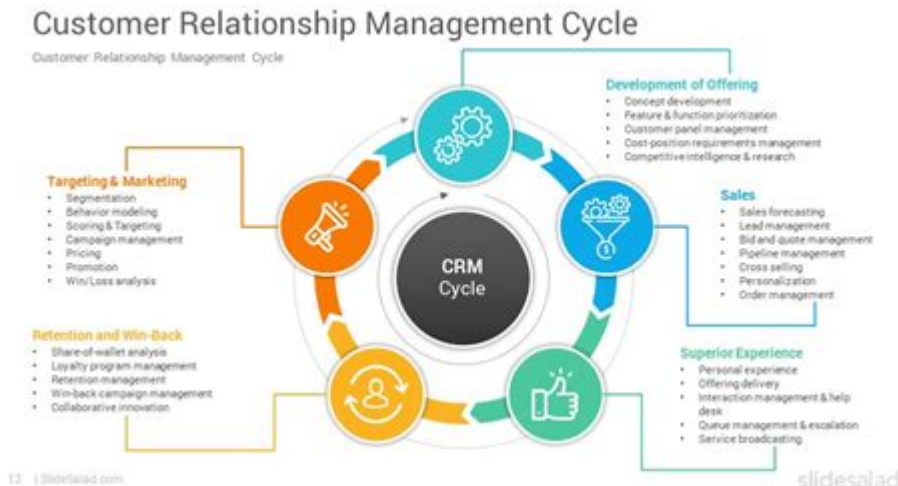 Customer Relationship Management Cycle
Customer Relationship Management Cycle
Development of Offering
• Concept development
• Feature & function prioritization
• Customer panel management
• Cost-position requirements management
• Competitive intelligence & research
Targeting & Marketing
• Segmentation
• Behavior modeling
• Scoring & Targeting
• Campaign management
• Pricing
• Promotion
• Win/Loss analysis
Sales
• Sales forecasting
• Lead management
• Bid and quote management
• Pipeline management
• Cross selling
• Personalization
• Order management
CRM
Cycle
Retention and Win-Back
• Share-of-wallet analysis
• Loyalty program management
• Retention management
• Win-back campaign management
• Collaborative innovation
Superior Experience
• Personal experience
• Offering delivery
• Interaction management & help
desk
• Queue management & escalation
• Service broadcasting
12 | SlideSalad.com
slidesalad